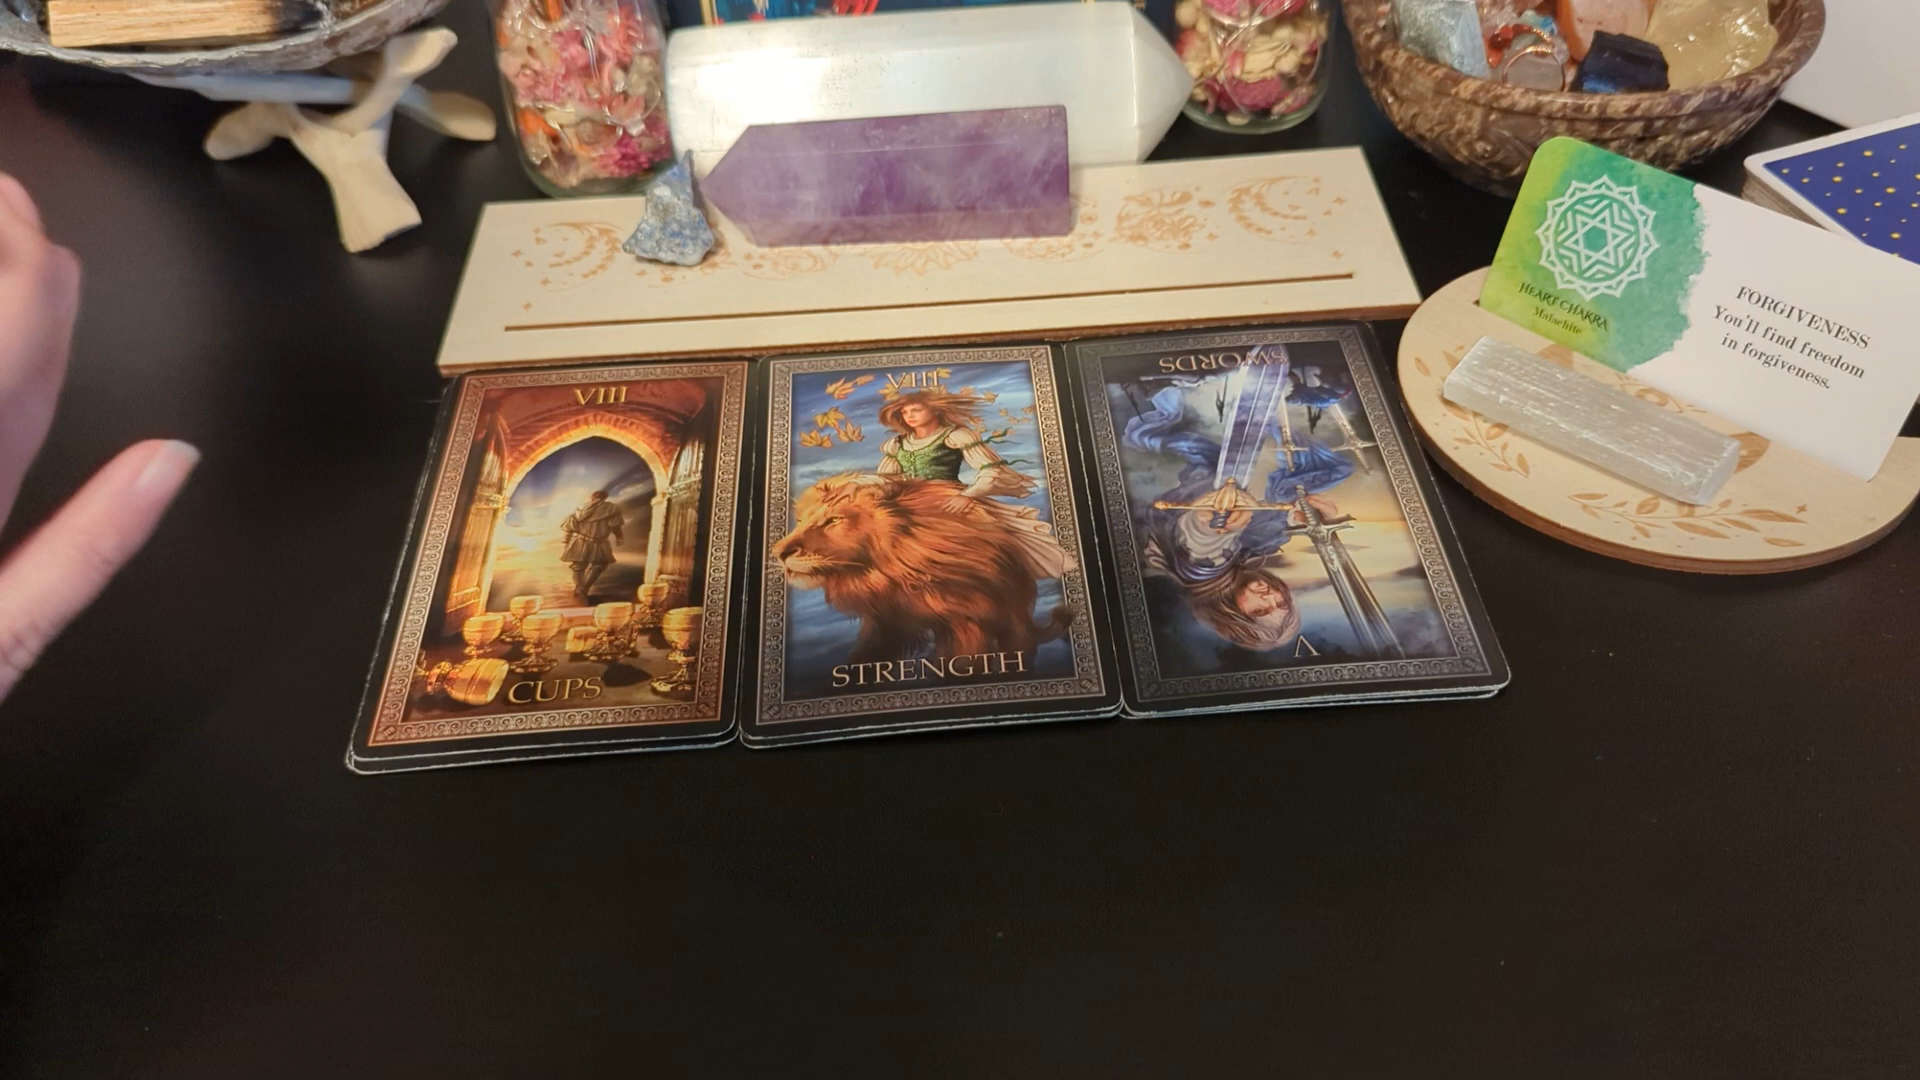 VIII
CUPS
VIII
STRENGTH
SWORDS
V
HEART CHAKRA
Malachite
FORGIVENESS
You'll find freedom
in forgiveness.